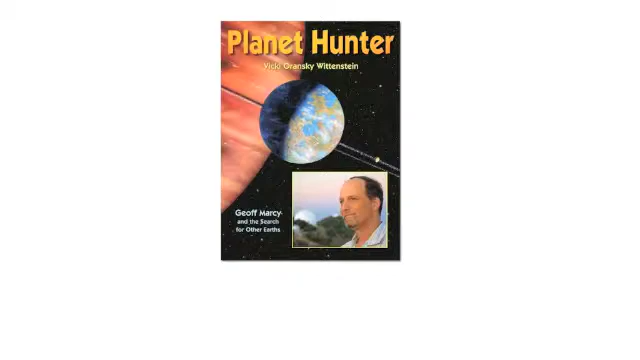 Planet Hunter
Vicki Oransky Wittenstein
Geoff Marcy
and the Search
for Other Earths